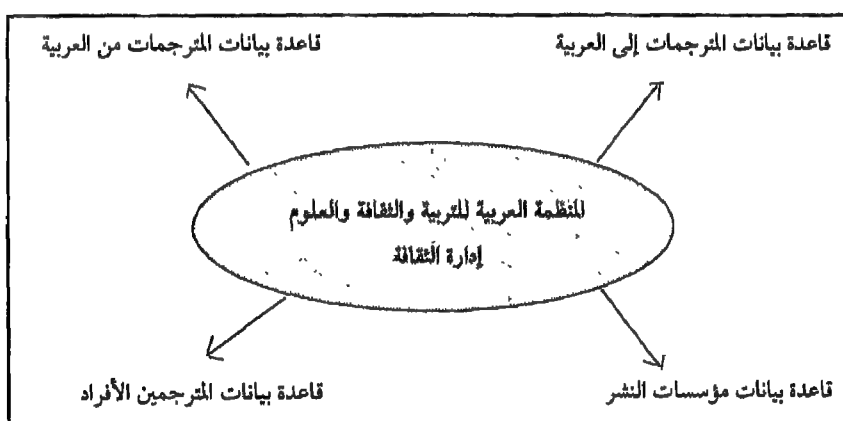 قاعدة بيانات المترجمات إلى العربية
قاعدة بيانات المترجمات من العربية
المنظمة العربية للتربية والثقافة والعلوم
إدارة الثقافة
قاعدة بيانات مؤسسات النشر
قاعدة بيانات المترجمين الأفراد